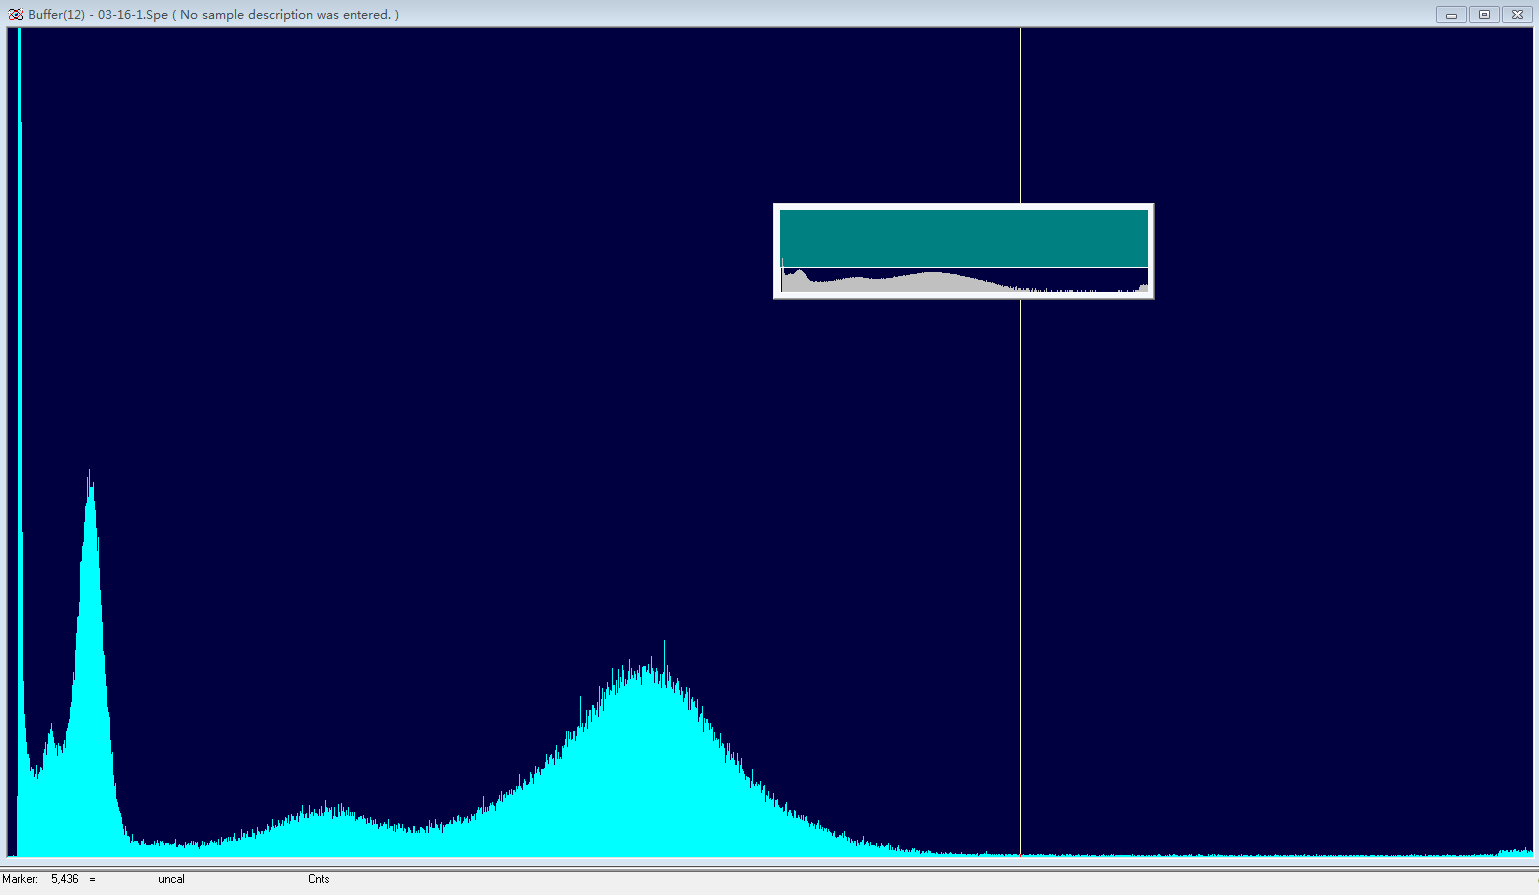 Buffer(12) - 03-16-1.Spe ( No sample description was entered. )
Marker: 5,436 = uncal Cnts